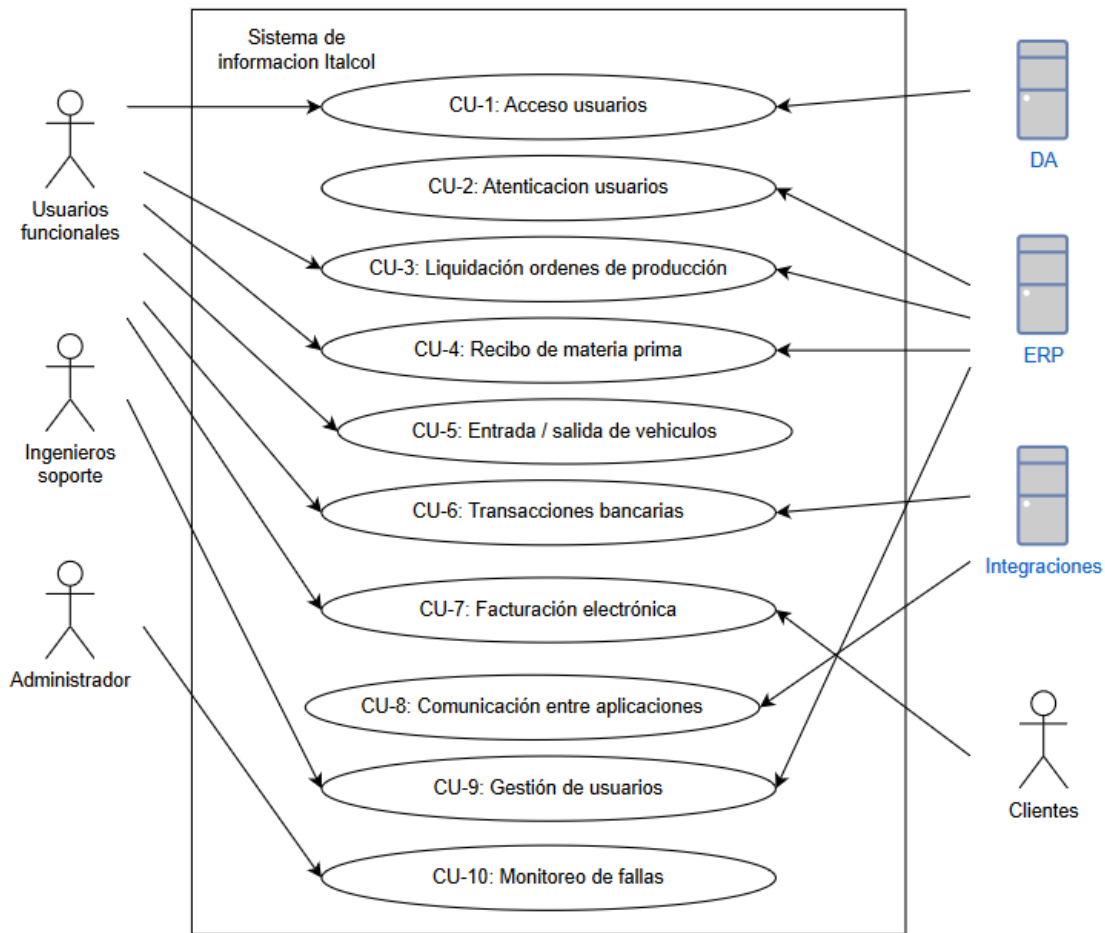 Sistema de
informacion Italcol
CU-1: Acceso usuarios
CU-2: Atenticacion usuarios
CU-3: Liquidación ordenes de producción
CU-4: Recibo de materia prima
CU-5: Entrada / salida de vehiculos
CU-6: Transacciones bancarias
CU-7: Facturación electrónica
CU-8: Comunicación entre aplicaciones
CU-9: Gestión de usuarios
CU-10: Monitoreo de fallas
Usuarios
funcionales
Ingenieros
soporte
Administrador
DA
ERP
Integraciones
Clientes